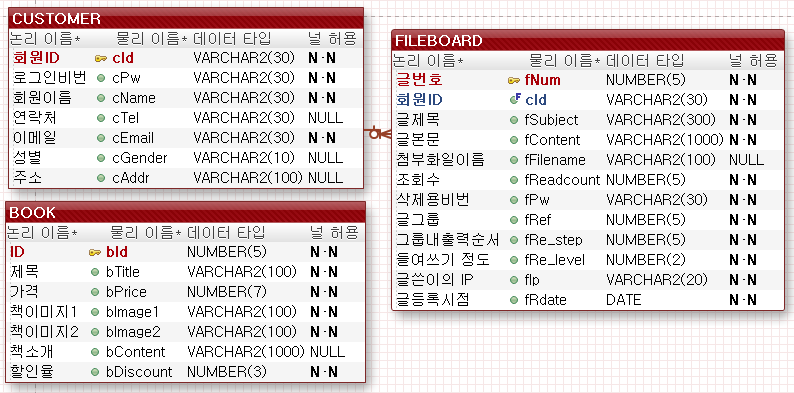 CUSTOMER
논리 이름* 물리 이름* 데이터 타입 널 허용
회원ID cId VARCHAR2(30) N·N
로그인비번 cPw VARCHAR2(30) N·N
회원이름 cName VARCHAR2(30) N·N
연락처 cTel VARCHAR2(30) NULL
이메일 cEmail VARCHAR2(30) N·N
성별 cGender VARCHAR2(10) NULL
주소 cAddr VARCHAR2(100) NULL
BOOK
논리 이름* 물리 이름* 데이터 타입 널 허용
ID bId NUMBER(5) N·N
제목 bTitle VARCHAR2(100) N·N
가격 bPrice NUMBER(7) N·N
책이미지1 bImage1 VARCHAR2(100) N·N
책이미지2 bImage2 VARCHAR2(100) N·N
책소개 bContent VARCHAR2(1000) NULL
할인율 bDiscount NUMBER(3) N·N
FILEBOARD
논리 이름* 물리 이름* 데이터 타입 널 허용
글번호 fNum NUMBER(5) N·N
회원ID F cId VARCHAR2(30) N·N
글제목 fSubject VARCHAR2(300) N·N
글본문 fContent VARCHAR2(1000) N·N
첨부화일이름 fFilename VARCHAR2(100) NULL
조회수 fReadcount NUMBER(5) N·N
삭제용비번 fPw VARCHAR2(30) N·N
글그룹 fRef NUMBER(5) N·N
그룹내출력순서 fRe_step NUMBER(5) N·N
들여쓰기 정도 fRe_level NUMBER(2) N·N
글쓴이의 IP fIp VARCHAR2(20) N·N
글등록시점 fRdate DATE N·N